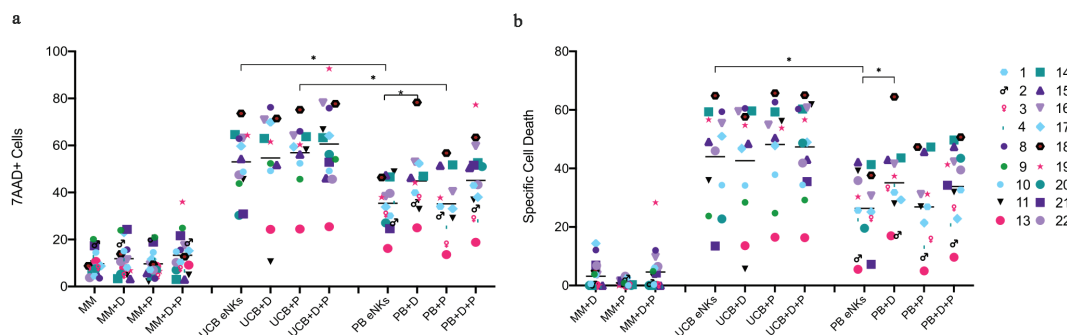 a
7AAD+ Cells
100
80
60
40
20
0
*
*
*
MM
MM+D
MM+P
MM+D+P
UCB eNKs
UCB+D
UCB+P
UCB+D+P
PB eNKs
PB+D
PB+P
PB+D+P
b
Specific Cell Death
80
60
40
20
0
*
*
MM+D
MM+P
MM+D+P
UCB eNKs
UCB+D
UCB+P
UCB+D+P
PB eNKs
PB+D
PB+P
PB+D+P
1 14
2 15
3 16
4 17
8 18
9 19
10 20
11 21
13 22